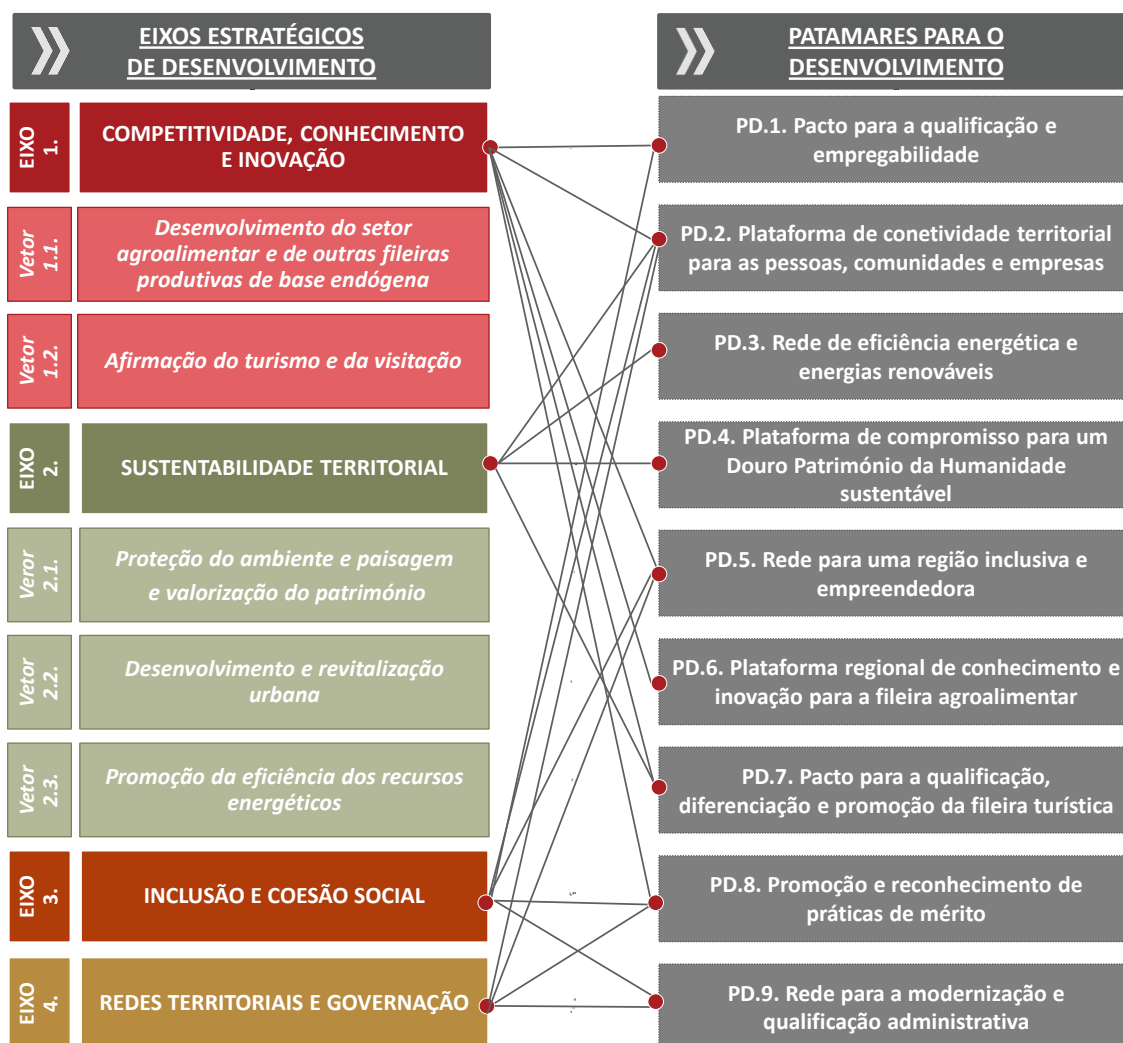 EIXOS ESTRATÉGICOS
DE DESENVOLVIMENTO
EIXO
1.
COMPETITIVIDADE, CONHECIMENTO
E INOVAÇÃO
Vetor
1.1.
Desenvolvimento do setor
agroalimentar e de outras fileiras
produtivas de base endógena
Vetor
1.2.
Afirmação do turismo e da visitação
EIXO
2.
SUSTENTABILIDADE TERRITORIAL
Veror
2.1.
Proteção do ambiente e paisagem
e valorização do património
Vetor
2.2.
Desenvolvimento e revitalização
urbana
Vetor
2.3.
Promoção da eficiência dos recursos
energéticos
EIXO
3.
INCLUSÃO E COESÃO SOCIAL
EIXO
4.
REDES TERRITORIAIS E GOVERNAÇÃO
PATAMARES PARA O
DESENVOLVIMENTO
PD.1. Pacto para a qualificação e
empregabilidade
PD.2. Plataforma de conetividade territorial
para as pessoas, comunidades e empresas
PD.3. Rede de eficiência energética e
energias renováveis
PD.4. Plataforma de compromisso para um
Douro Património da Humanidade
sustentável
PD.5. Rede para uma região inclusiva e
empreendedora
PD.6. Plataforma regional de conhecimento e
inovação para a fileira agroalimentar
PD.7. Pacto para a qualificação,
diferenciação e promoção da fileira turística
PD.8. Promoção e reconhecimento de
práticas de mérito
PD.9. Rede para a modernização e
qualificação administrativa